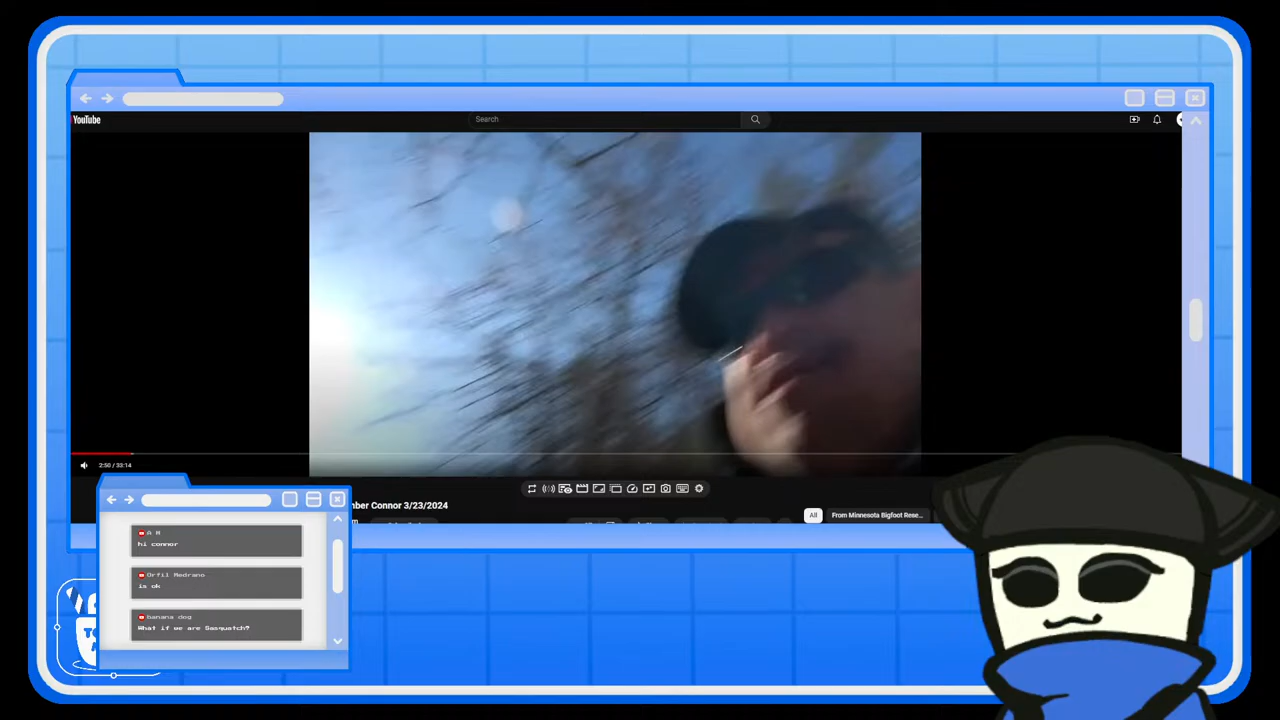 YouTube
Search
2:50 / 33:14
nber Connor 3/23/2024
All
From Minnesota Bigfoot Rese...
A M
hi connor
Orfil Medrano
is ok
banana dog
What if we are Sasquatch?